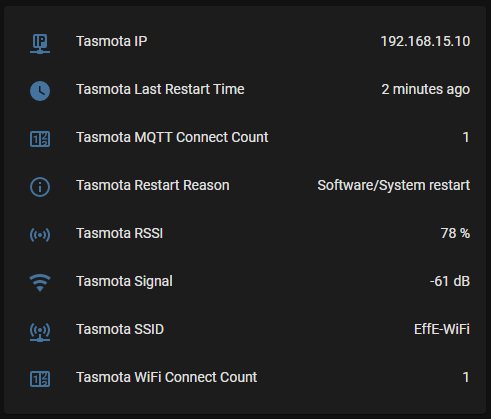 Tasmota IP 192.168.15.10
Tasmota Last Restart Time 2 minutes ago
Tasmota MQTT Connect Count 1
Tasmota Restart Reason Software/System restart
Tasmota RSSI 78 %
Tasmota Signal -61 dB
Tasmota SSID EffE-WiFi
Tasmota WiFi Connect Count 1